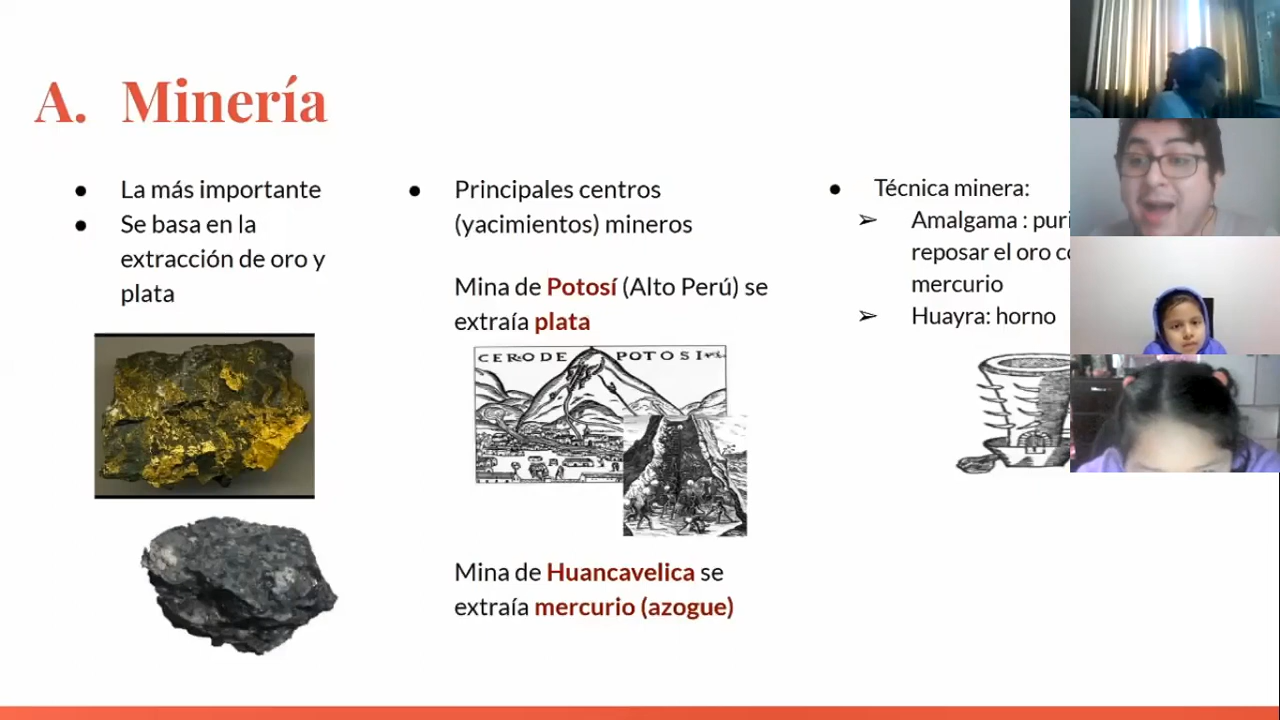 A. Minería
● La más importante
● Se basa en la
extracción de oro y
plata
● Principales centros
(yacimientos) mineros
Mina de Potosí (Alto Perú) se
extraía plata
CERO DE POTOSI
Mina de Huancavelica se
extraía mercurio (azogue)
● Técnica minera:
➢ Amalgama :
reposar el oro
mercurio
➢ Huayra: horno